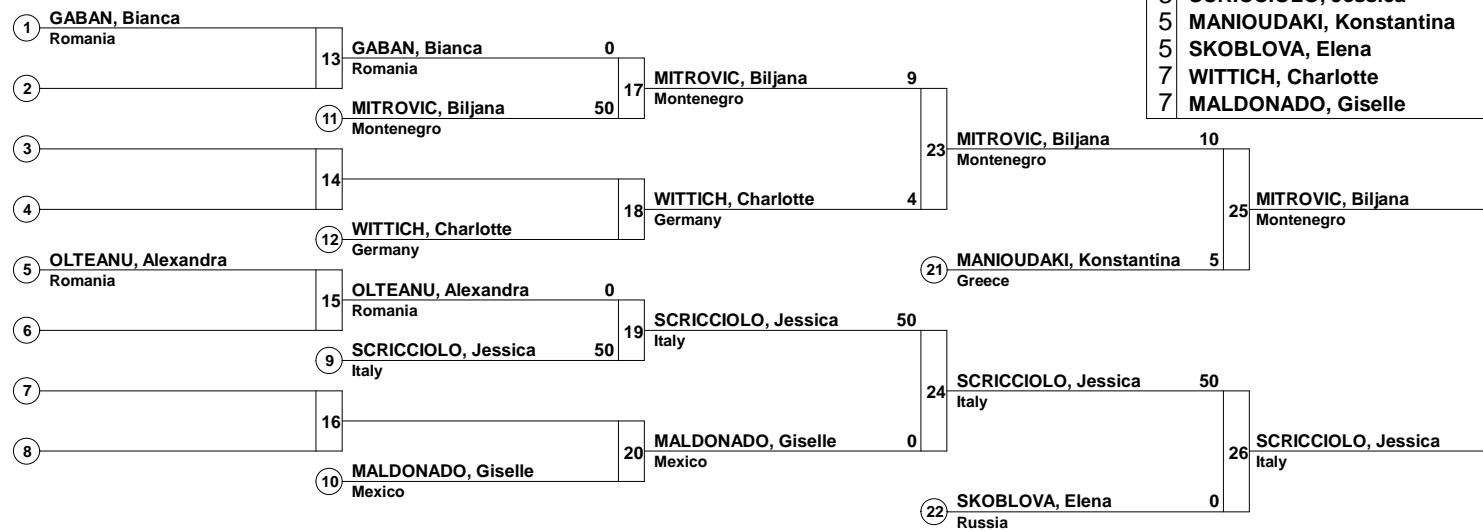 3 SCRICCIOLO, Jessica
5 MANIOUDAKI, Konstantina
5 SKOBLOVA, Elena
7 WITTICH, Charlotte
7 MALDONADO, Giselle
1 GABAN, Bianca
Romania
2
3
4
5 OLTEANU, Alexandra
Romania
6
7
8
13 GABAN, Bianca 0
Romania
11 MITROVIC, Biljana 50
Montenegro
14
12 WITTICH, Charlotte
Germany
15 OLTEANU, Alexandra 0
Romania
9 SCRICCIOLO, Jessica 50
Italy
16
10 MALDONADO, Giselle
Mexico
17 MITROVIC, Biljana 9
Montenegro
18 WITTICH, Charlotte 4
Germany
19 SCRICCIOLO, Jessica 50
Italy
20 MALDONADO, Giselle 0
Mexico
23 MITROVIC, Biljana 10
Montenegro
21 MANIOUDAKI, Konstantina 5
Greece
24 SCRICCIOLO, Jessica 50
Italy
22 SKOBLOVA, Elena 0
Russia
25 MITROVIC, Biljana
Montenegro
26 SCRICCIOLO, Jessica
Italy